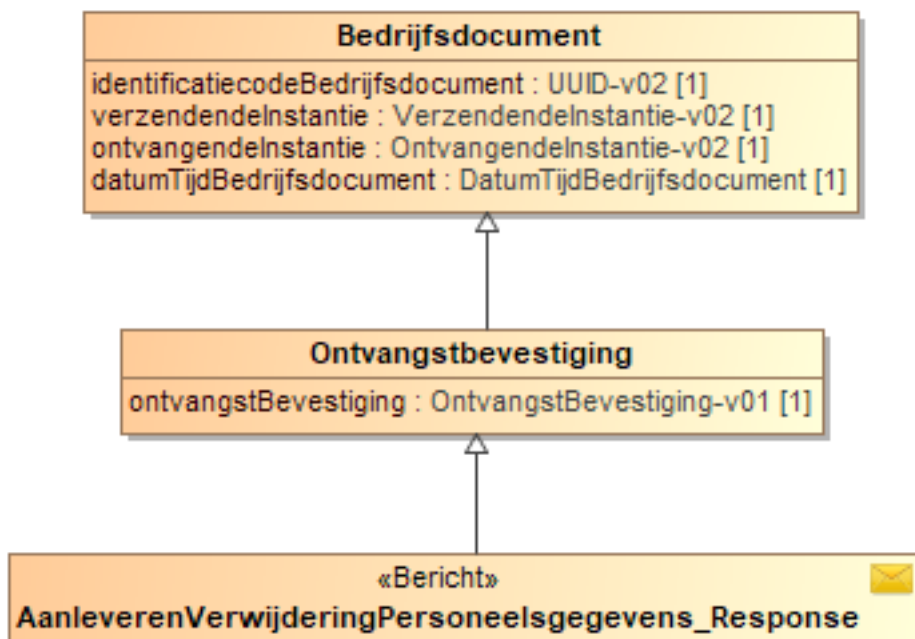 Bedrijfsdocument
identificatiecodeBedrijfsdocument : UUID-v02 [1]
verzendendeInstantie : VerzendendeInstantie-v02 [1]
ontvangendeInstantie : OntvangendeInstantie-v02 [1]
datumTijdBedrijfsdocument : DatumTijdBedrijfsdocument [1]
Ontvangstbevestiging
ontvangstBevestiging : OntvangstBevestiging-v01 [1]
«Bericht»
AanleverenVerwijderingPersoneelsgegevens_Response